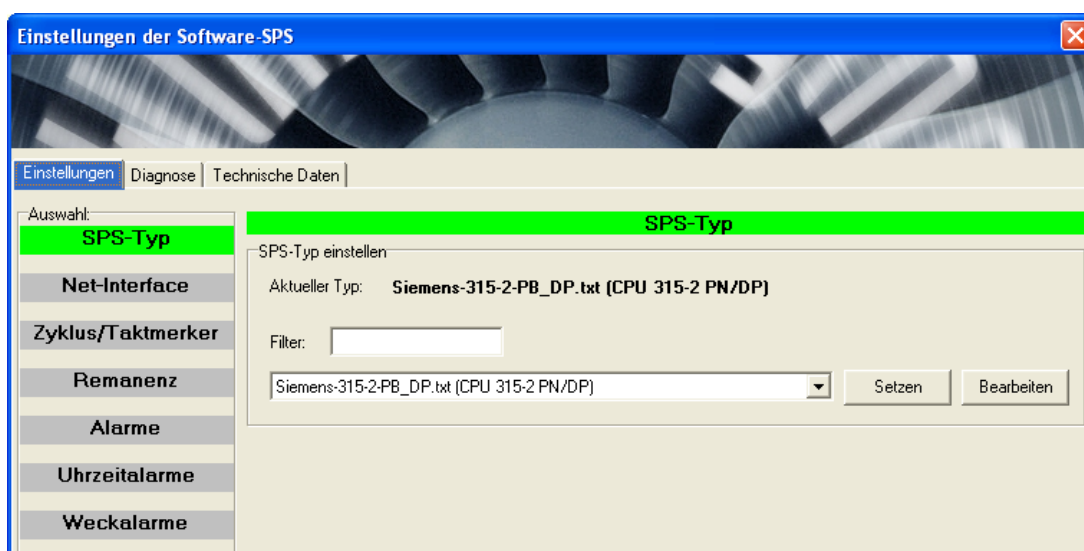 Einstellungen der Software-SPS
Einstellungen Diagnose Technische Daten
Auswahl:
SPS-Typ
Net-Interface
Zyklus/Taktmerker
Remanenz
Alarme
Uhrzeitalarme
Weckalarme
SPS-Typ
SPS-Typ einstellen
Aktueller Typ: Siemens-315-2-PB_DP.txt (CPU 315-2 PN/DP)
Filter:
Siemens-315-2-PB_DP.txt (CPU 315-2 PN/DP) Setzen Bearbeiten